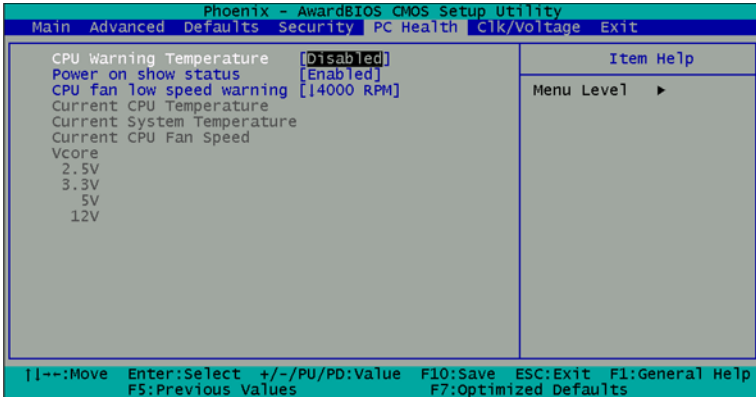 Phoenix - AwardBIOS CMOS Setup Utility
Main Advanced Defaults Security PC Health Clk/Voltage Exit
CPU Warning Temperature [Disabled]
Power on show status [Enabled]
CPU fan low speed warning [↓4000 RPM]
Current CPU Temperature
Current System Temperature
Current CPU Fan Speed
Vcore
2.5V
3.3V
5V
12V
Item Help
Menu Level ►
↑↓→←:Move Enter:Select +/-/PU/PD:Value F10:Save ESC:Exit F1:General Help
F5:Previous Values F7:Optimized Defaults